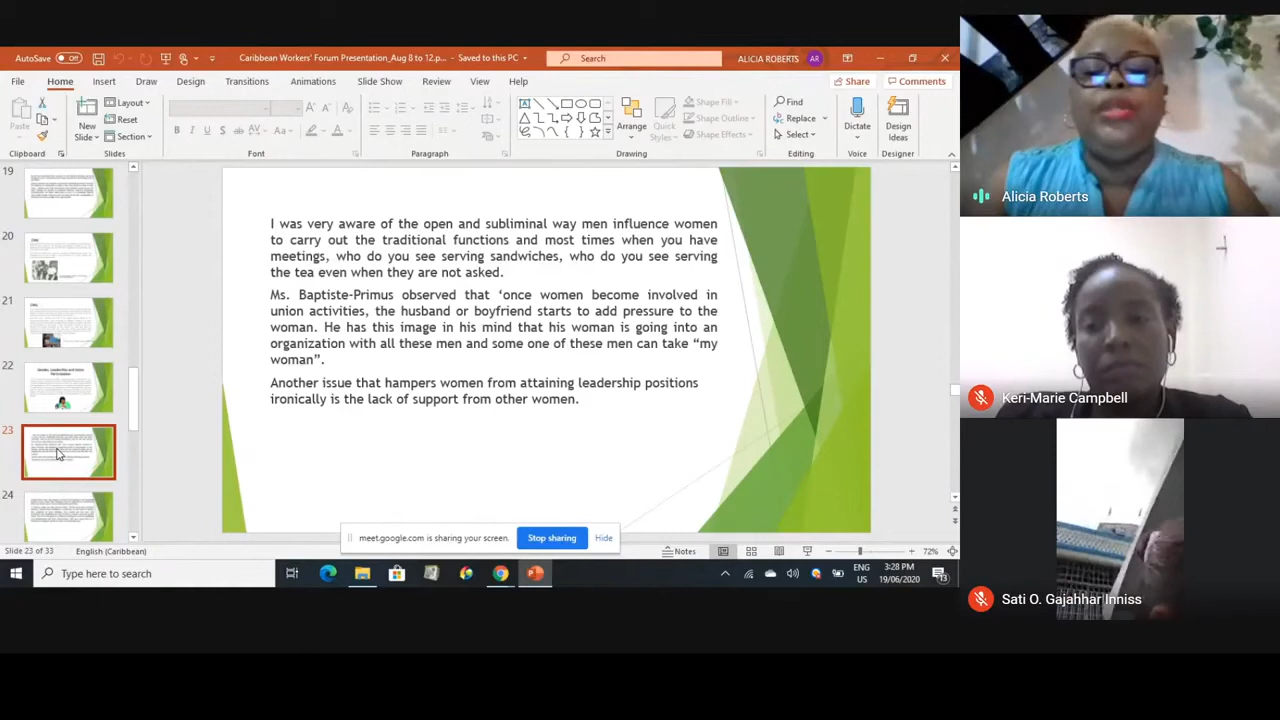 AutoSave Off
Caribbean Workers' Forum Presentation_Aug 8 to 12.p... – Saved to this PC
Search
ALICIA ROBERTS AR
File Home Insert Draw Design Transitions Animations Slide Show Review View Help
Share Comments
Paste
New Slide
Layout
Reset
Section
B I U S ab AV Aa A
Shape Fill
Shape Outline
Shape Effects
Arrange
Quick Styles
Find
Replace
Select
Dictate
Design Ideas
Clipboard Slides Font Paragraph Drawing Editing Voice Designer
19
20
21
22
Gender, Leadership and Union Participation
23
24
I was very aware of the open and subliminal way men influence women
to carry out the traditional functions and most times when you have
meetings, who do you see serving sandwiches, who do you see serving
the tea even when they are not asked.
Ms. Baptiste-Primus observed that ‘once women become involved in
union activities, the husband or boyfriend starts to add pressure to the
woman. He has this image in his mind that his woman is going into an
organization with all these men and some one of these men can take “my
woman”.
Another issue that hampers women from attaining leadership positions
ironically is the lack of support from other women.
meet.google.com is sharing your screen. Stop sharing Hide
Slide 23 of 33 English (Caribbean) Notes 72%
Type here to search
ENG
US
3:28 PM
19/06/2020
13
Alicia Roberts
Keri-Marie Campbell
Sati O. Gajahhar Inniss